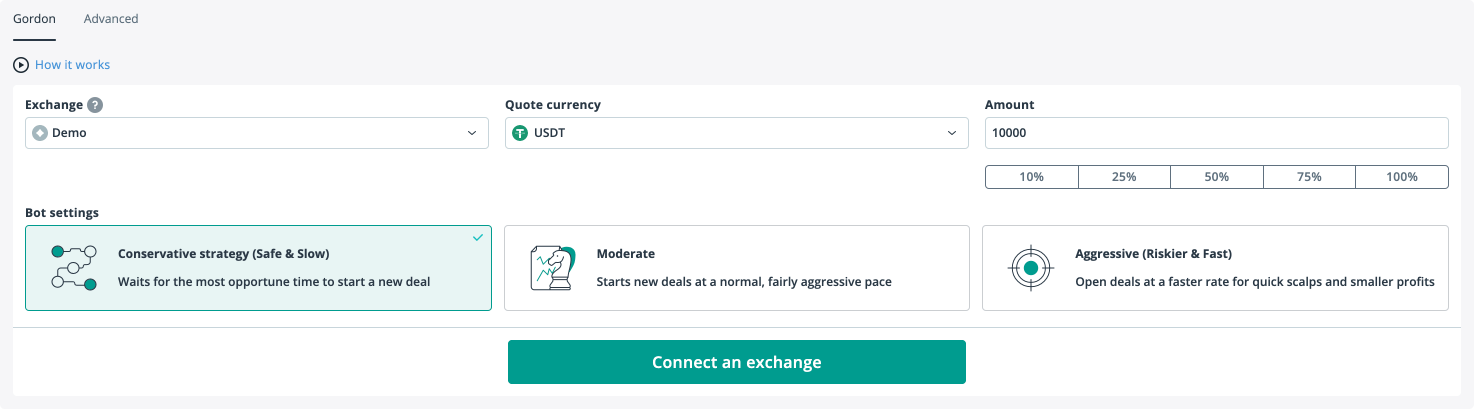 Gordon Advanced
How it works
Exchange ? Quote currency Amount
Demo USDT 10000
10% 25% 50% 75% 100%
Bot settings
Conservative strategy (Safe & Slow)
Waits for the most opportune time to start a new deal
Moderate
Starts new deals at a normal, fairly aggressive pace
Aggressive (Riskier & Fast)
Open deals at a faster rate for quick scalps and smaller profits
Connect an exchange